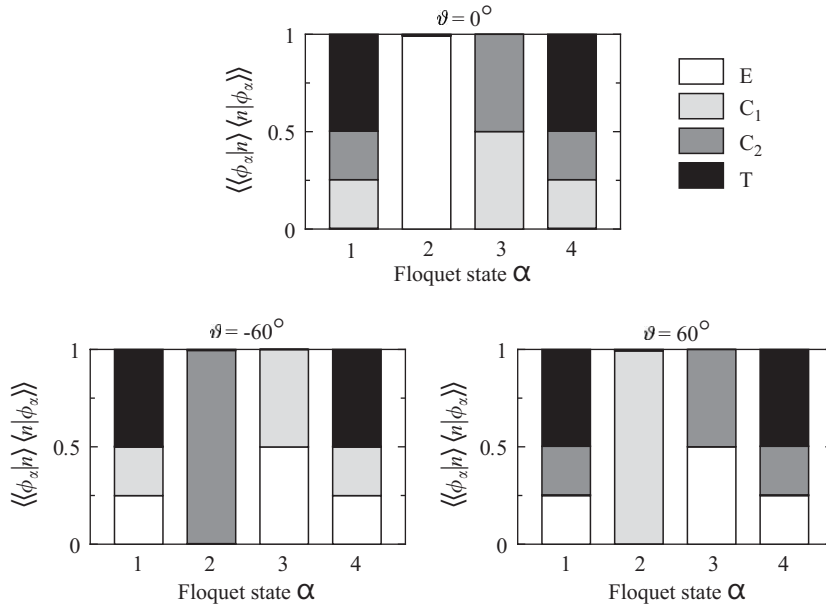 ϑ = 0°
1
0.5
0
⟨⟨ϕα|n⟩ ⟨n|ϕα⟩⟩
1 2 3 4
Floquet state α
E
C₁
C₂
T
ϑ = -60°
1
0.5
0
⟨⟨ϕα|n⟩ ⟨n|ϕα⟩⟩
1 2 3 4
Floquet state α
ϑ = 60°
1
0.5
0
⟨⟨ϕα|n⟩ ⟨n|ϕα⟩⟩
1 2 3 4
Floquet state α